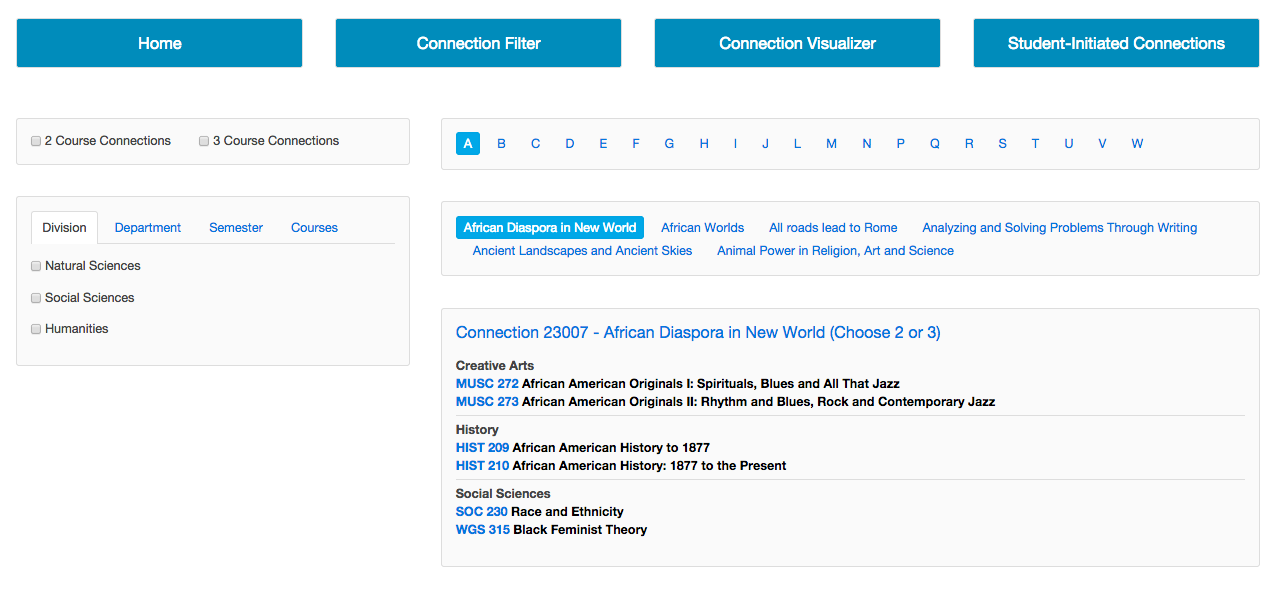 Home Connection Filter Connection Visualizer Student-Initiated Connections
2 Course Connections 3 Course Connections
A B C D E F G H I J L M N P Q R S T U V W
Division Department Semester Courses
Natural Sciences
Social Sciences
Humanities
African Diaspora in New World African Worlds All roads lead to Rome Analyzing and Solving Problems Through Writing
Ancient Landscapes and Ancient Skies Animal Power in Religion, Art and Science
Connection 23007 - African Diaspora in New World (Choose 2 or 3)
Creative Arts
MUSC 272 African American Originals I: Spirituals, Blues and All That Jazz
MUSC 273 African American Originals II: Rhythm and Blues, Rock and Contemporary Jazz
History
HIST 209 African American History to 1877
HIST 210 African American History: 1877 to the Present
Social Sciences
SOC 230 Race and Ethnicity
WGS 315 Black Feminist Theory